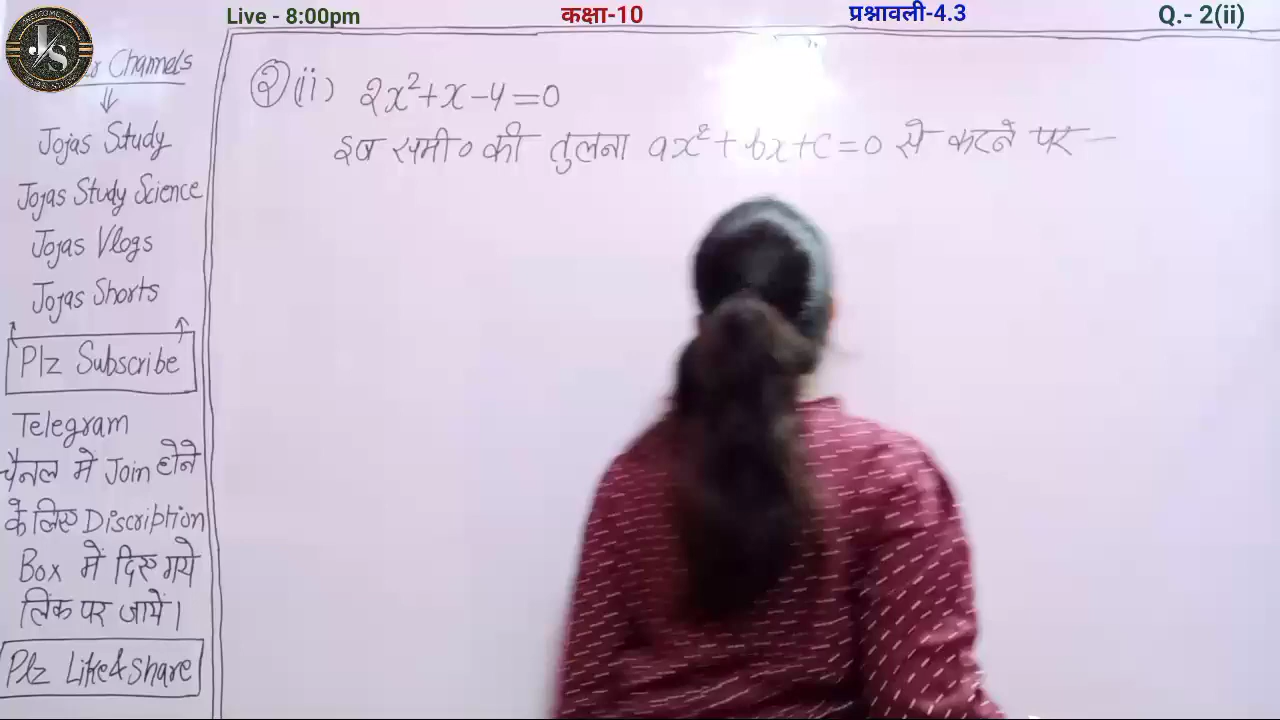 Live - 8:00pm
कक्षा-10
प्रश्नावली-4.3
Q.- 2(ii)
Channels
⇓
Jojas Study
Jojas Study Science
Jojas Vlogs
Jojas Shorts
Plz Subscribe
Telegram
चैनल मे Join होने
के लिए Discription
Box में दिए गये
लिंक पर जायें।
Plz Like & share
२ (ii) 2x²+x-4=0
इस समी० की तुलना ax²+bx+c=0 से करने पर —